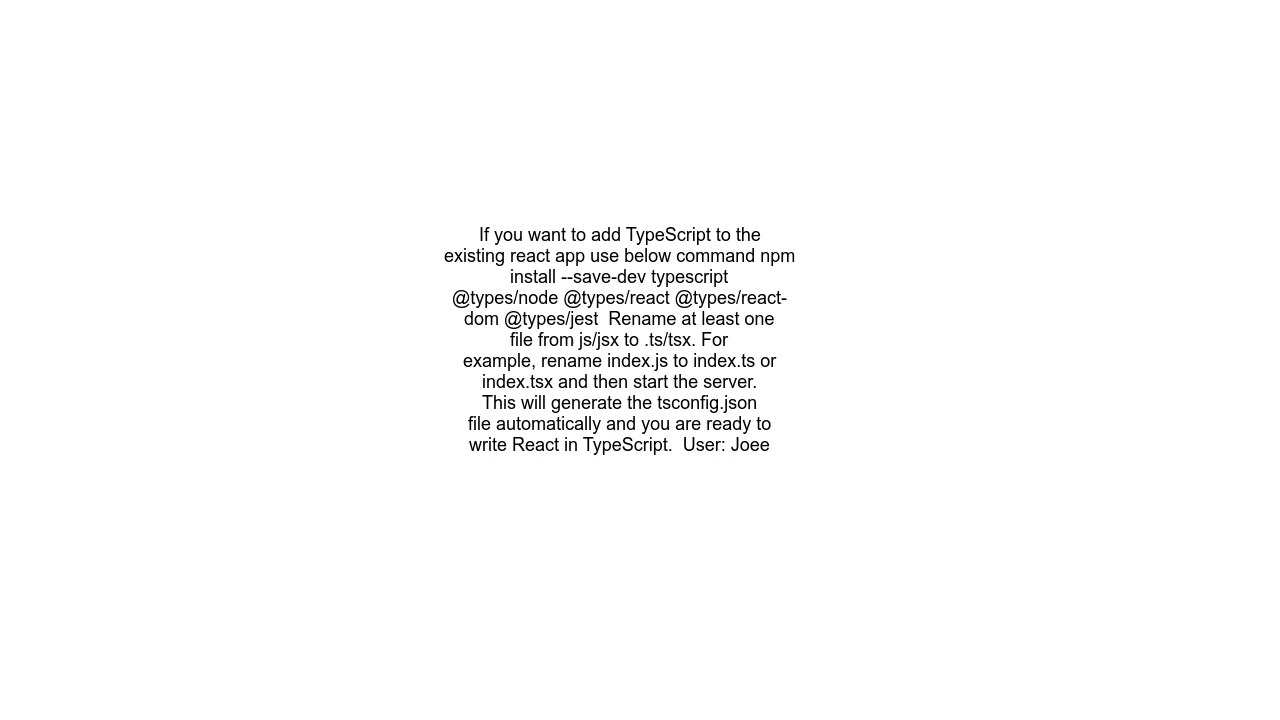 If you want to add TypeScript to the
existing react app use below command npm
install --save-dev typescript
@types/node @types/react @types/react-
dom @types/jest  Rename at least one
file from js/jsx to .ts/tsx. For
example, rename index.js to index.ts or
index.tsx and then start the server.
This will generate the tsconfig.json
file automatically and you are ready to
write React in TypeScript.  User: Joee